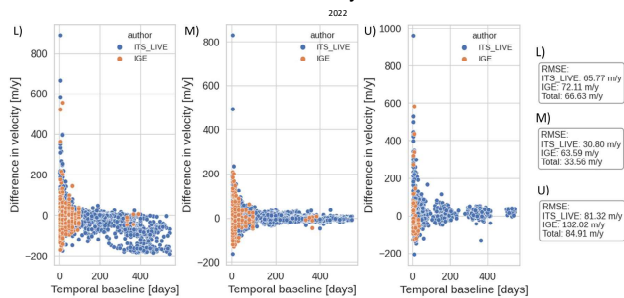 2022
L)
M)
U)
author
ITS_LIVE
IGE
author
ITS_LIVE
IGE
author
ITS_LIVE
IGE
Difference in velocity [m/y]
800
600
400
200
0
−200
0
200
400
Temporal baseline [days]
Difference in velocity [m/y]
800
600
400
200
0
−200
0
200
400
Temporal baseline [days]
Difference in velocity [m/y]
1000
800
600
400
200
0
−200
0
200
400
Temporal baseline [days]
L)
RMSE:
ITS_LIVE: 65.77 m/y
IGE: 72.11 m/y
Total: 66.63 m/y
M)
RMSE:
ITS_LIVE: 30.80 m/y
IGE: 63.59 m/y
Total: 33.56 m/y
U)
RMSE:
ITS_LIVE: 81.32 m/y
IGE: 132.02 m/y
Total: 84.91 m/y